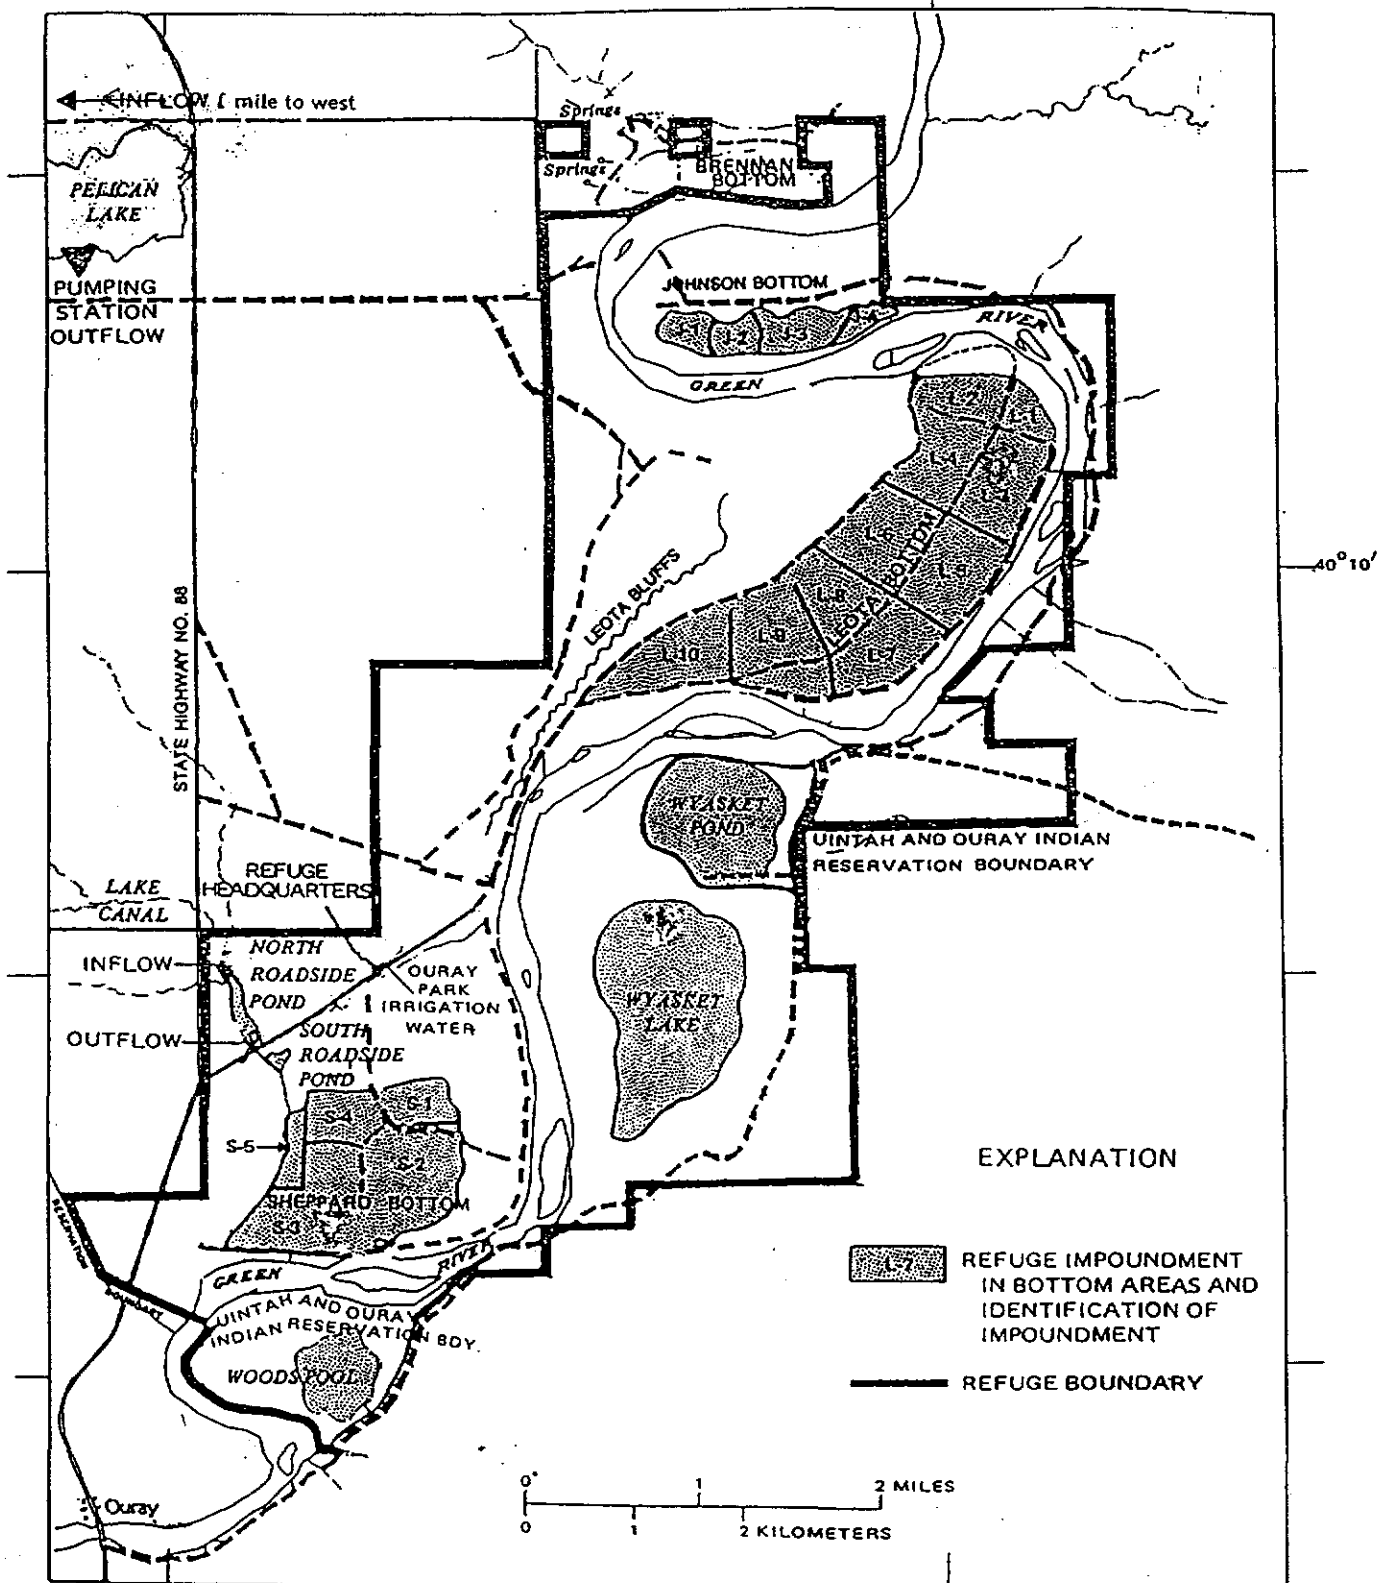 INFLOW 1 mile to west
Springs
Springs
BRENNAN
BOTTOM
PELICAN
LAKE
PUMPING
STATION
OUTFLOW
JOHNSON BOTTOM
J-1
J-2
J-3
J-4
RIVER
GREEN
L-2
L-1
L-4
L-6
L-5
L-8
L-9
L-7
L-10
LEOTA BOTTOM
40°10'
LEOTA BLUFFS
STATE HIGHWAY NO. 88
WYASKET
POND
UINTAH AND OURAY INDIAN
RESERVATION BOUNDARY
REFUGE
HEADQUARTERS
LAKE
CANAL
INFLOW
NORTH
ROADSIDE
POND
OURAY
PARK
IRRIGATION
WATER
WYASKET
LAKE
OUTFLOW
SOUTH
ROADSIDE
POND
S-4
S-1
S-5
S-2
SHEPPARD BOTTOM
S-3
EXPLANATION
RESERVATION
BOUNDARY
GREEN
RIVER
UINTAH AND OURAY
INDIAN RESERVATION BDY.
WOODS POOL
L-7
REFUGE IMPOUNDMENT
IN BOTTOM AREAS AND
IDENTIFICATION OF
IMPOUNDMENT
REFUGE BOUNDARY
Ouray
0 1 2 MILES
0 1 2 KILOMETERS